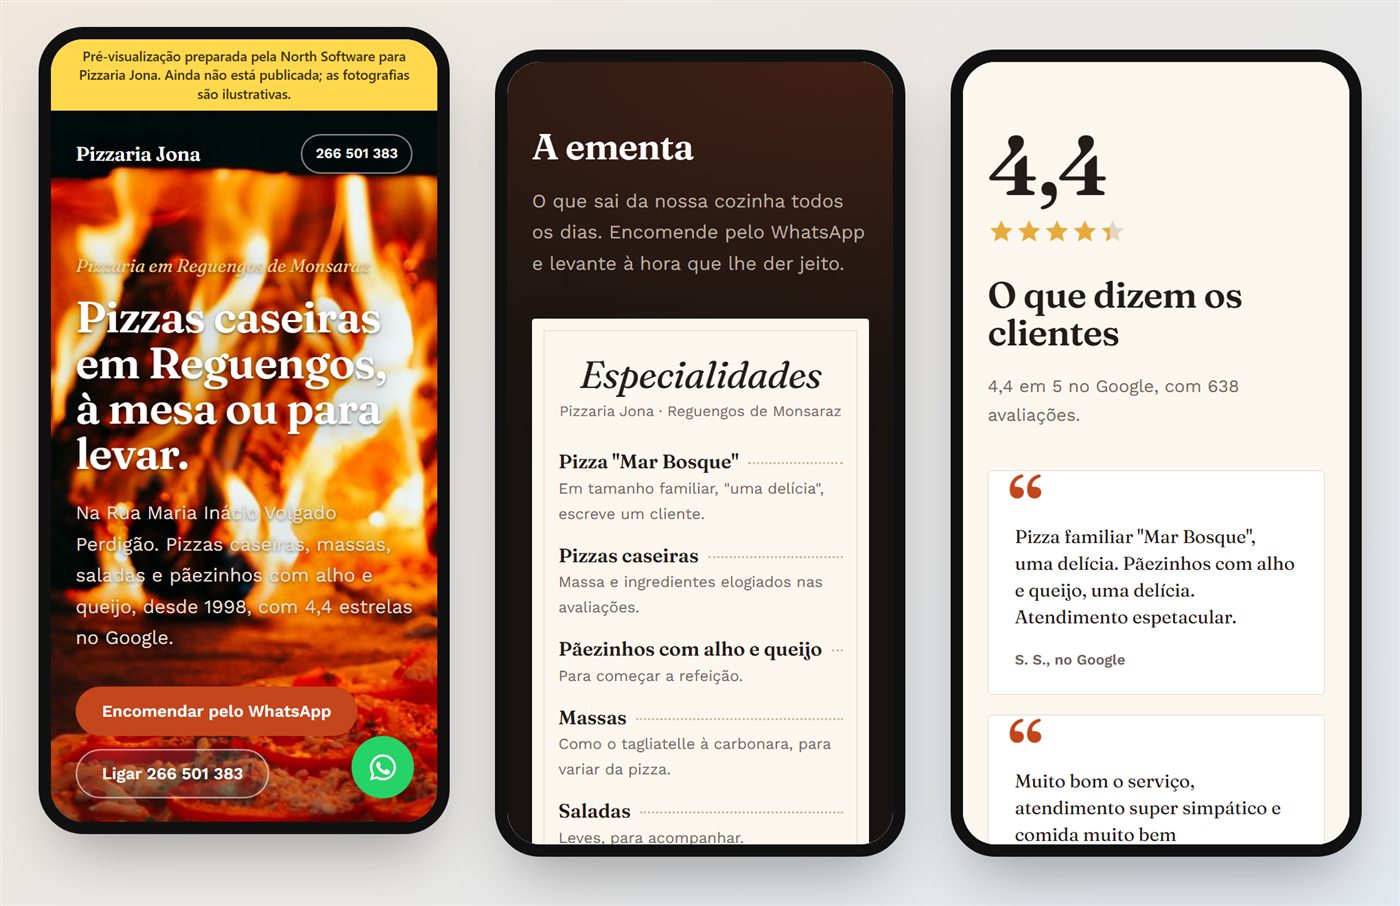 Pré-visualização preparada pela North Software para
Pizzaria Jona. Ainda não está publicada; as fotografias
são ilustrativas.
Pizzaria Jona
266 501 383
Pizzaria em Reguengos de Monsaraz
Pizzas caseiras
em Reguengos,
à mesa ou para
levar.
Na Rua Maria Inácio Volgado
Perdigão. Pizzas caseiras, massas,
saladas e pãezinhos com alho e
queijo, desde 1998, com 4,4 estrelas
no Google.
Encomendar pelo WhatsApp
Ligar 266 501 383
A ementa
O que sai da nossa cozinha todos
os dias. Encomende pelo WhatsApp
e levante à hora que lhe der jeito.
Especialidades
Pizzaria Jona · Reguengos de Monsaraz
Pizza "Mar Bosque"
Em tamanho familiar, "uma delícia",
escreve um cliente.
Pizzas caseiras
Massa e ingredientes elogiados nas
avaliações.
Pãezinhos com alho e queijo
Para começar a refeição.
Massas
Como o tagliatelle à carbonara, para
variar da pizza.
Saladas
Leves, para acompanhar.
4,4
O que dizem os
clientes
4,4 em 5 no Google, com 638
avaliações.
Pizza familiar "Mar Bosque",
uma delícia. Pãezinhos com alho
e queijo, uma delícia.
Atendimento espetacular.
S. S., no Google
Muito bom o serviço,
atendimento super simpático e
comida muito bem